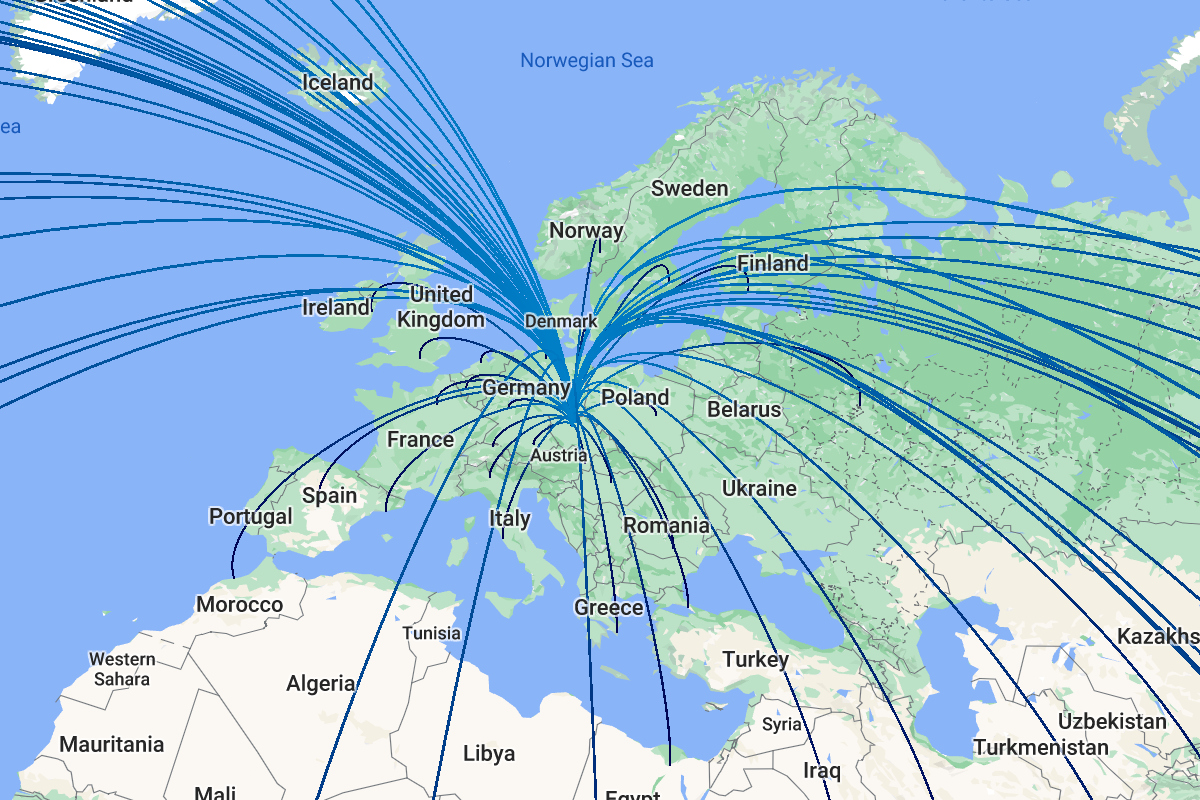 Greenland
Iceland
Norwegian Sea
ea
Sweden
Norway
Finland
Ireland
United
Kingdom
Denmark
Germany
Poland
Belarus
France
Austria
Ukraine
Spain
Portugal
Italy
Romania
Morocco
Greece
Tunisia
Kazakhs
Western
Sahara
Algeria
Turkey
Syria
Uzbekistan
Mauritania
Libya
Turkmenistan
Iraq
Mali
Egypt